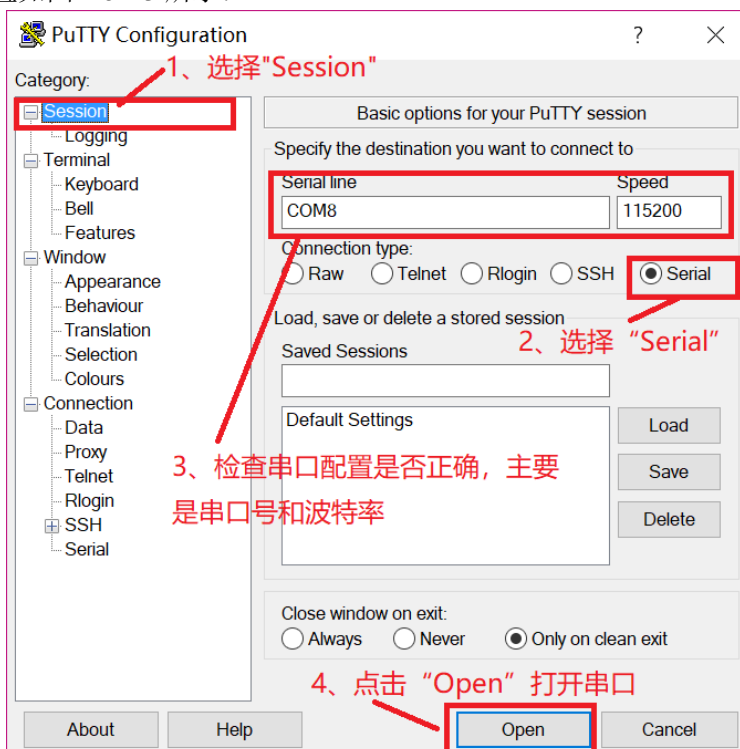 PuTTY Configuration
?
1、选择"Session"
Category:
Session
Logging
Terminal
Keyboard
Bell
Features
Window
Appearance
Behaviour
Translation
Selection
Colours
Connection
Data
Proxy
Telnet
Rlogin
SSH
Serial
Basic options for your PuTTY session
Specify the destination you want to connect to
Serial line Speed
COM8 115200
Connection type:
Raw Telnet Rlogin SSH Serial
Load, save or delete a stored session
2、选择“Serial”
Saved Sessions
Default Settings
Load
Save
Delete
3、检查串口配置是否正确，主要
是串口号和波特率
Close window on exit:
Always Never Only on clean exit
4、点击“Open”打开串口
About Help Open Cancel